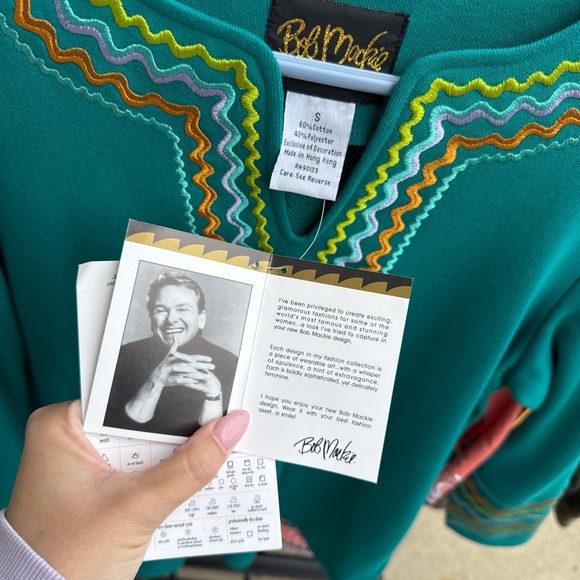 Bob Mackie
S
60%Cotton
40%Polyester
Exclusive of Decoration
Made in Hong Kong
RN90133
Care See Reverse
I've been privileged to create exciting,
glamorous fashions for some of the
world's most famous and stunning
women...a look I've tried to capture in
your new Bob Mackie design.
Each design in my fashion collection is
a piece of wearable art...with a whisper
of opulence, a hint of extravagance.
Each is boldly sophisticated, yet delicately
feminine.
I hope you enjoy your new Bob Mackie
design. Wear it with your best fashion
asset...a smile!
Bob Mackie